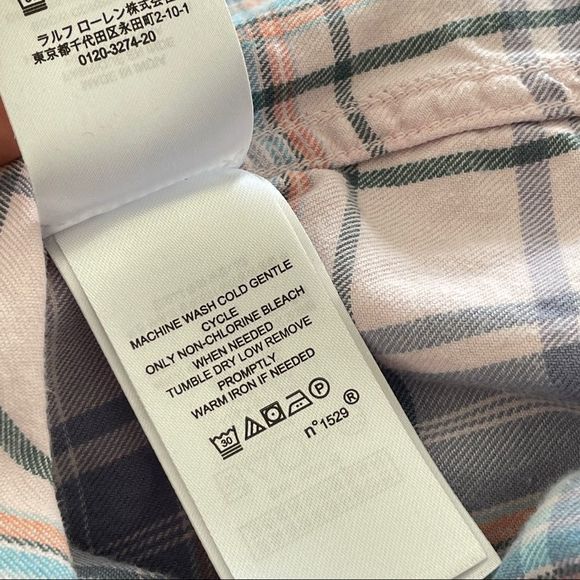 ラルフ ローレン株式会社
東京都千代田区永田町2-10-1
0120-3274-20
MACHINE WASH COLD GENTLE
CYCLE
ONLY NON-CHLORINE BLEACH
WHEN NEEDED
TUMBLE DRY LOW REMOVE
PROMPTLY
WARM IRON IF NEEDED
30 P
n°1529®